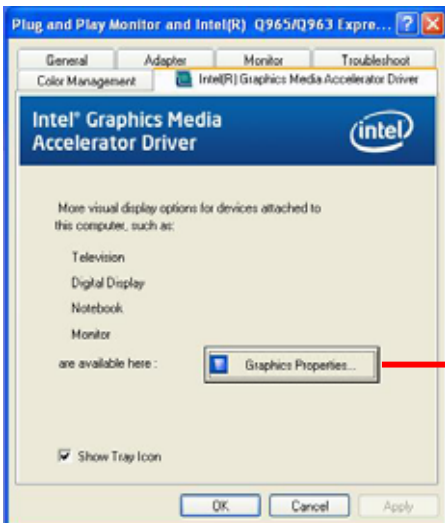 Plug and Play Monitor and Intel(R) Q965/Q963 Expre...
General Adapter Monitor Troubleshoot
Color Management Intel(R) Graphics Media Accelerator Driver
Intel® Graphics Media
Accelerator Driver
intel
More visual display options for devices attached to
this computer, such as:
Television
Digital Display
Notebook
Monitor
are available here :
Graphics Properties...
Show Tray Icon
OK Cancel Apply